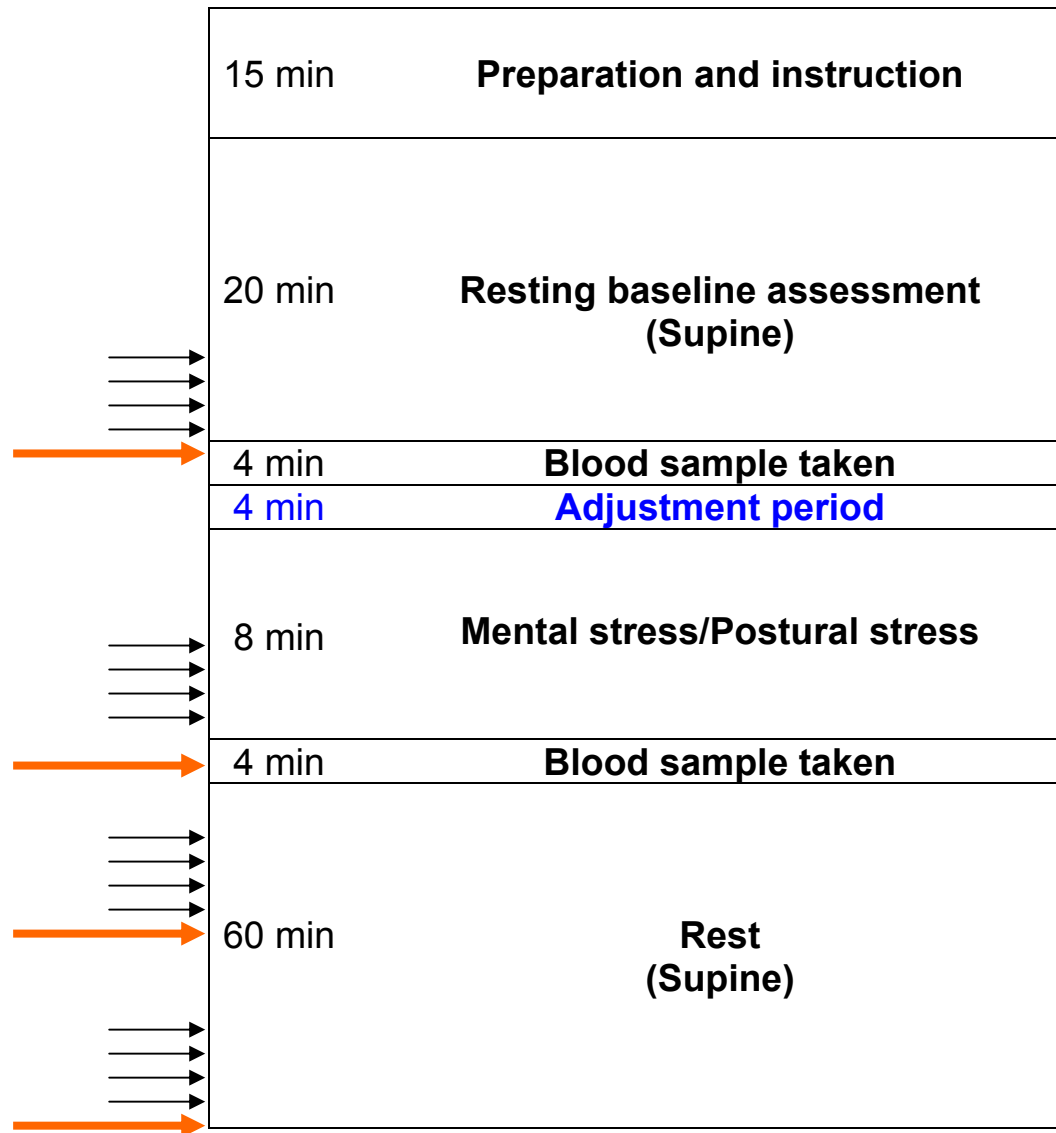 15 min Preparation and instruction
20 min Resting baseline assessment
(Supine)
4 min Blood sample taken
4 min Adjustment period
8 min Mental stress/Postural stress
4 min Blood sample taken
60 min Rest
(Supine)